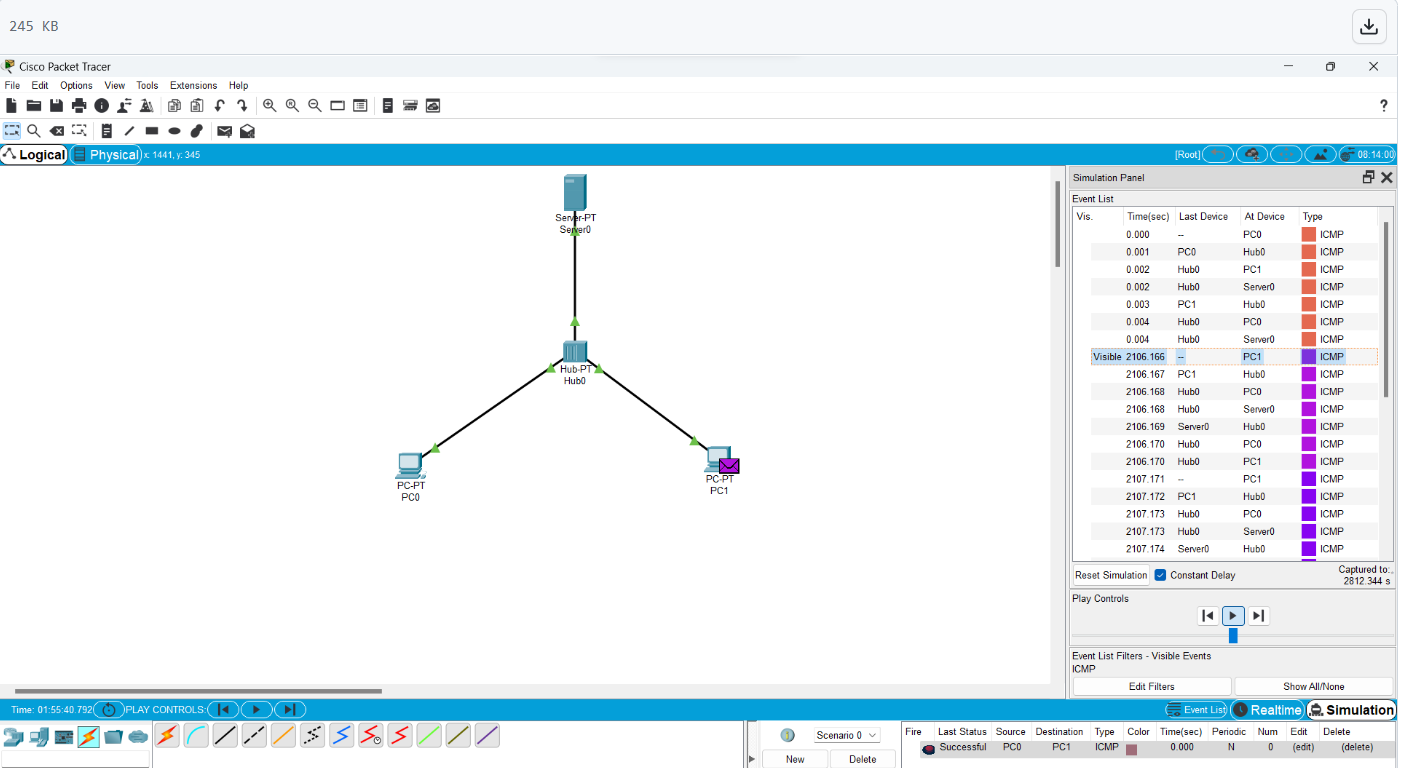 245 KB
Cisco Packet Tracer
File Edit Options View Tools Extensions Help
?
Logical Physical x: 1441, y: 345 [Root] 08:14:00
Server-PT
Server0
Hub-PT
Hub0
PC-PT
PC0
PC-PT
PC1
Simulation Panel
Event List
Vis. Time(sec) Last Device At Device Type
0.000 -- PC0 ICMP
0.001 PC0 Hub0 ICMP
0.002 Hub0 PC1 ICMP
0.002 Hub0 Server0 ICMP
0.003 PC1 Hub0 ICMP
0.004 Hub0 PC0 ICMP
0.004 Hub0 Server0 ICMP
Visible 2106.166 -- PC1 ICMP
2106.167 PC1 Hub0 ICMP
2106.168 Hub0 PC0 ICMP
2106.168 Hub0 Server0 ICMP
2106.169 Server0 Hub0 ICMP
2106.170 Hub0 PC0 ICMP
2106.170 Hub0 PC1 ICMP
2107.171 -- PC1 ICMP
2107.172 PC1 Hub0 ICMP
2107.173 Hub0 PC0 ICMP
2107.173 Hub0 Server0 ICMP
2107.174 Server0 Hub0 ICMP
Reset Simulation Constant Delay Captured to:
2812.344 s
Play Controls
Event List Filters - Visible Events
ICMP
Edit Filters Show All/None
Time: 01:55:40.792 PLAY CONTROLS: Event List Realtime Simulation
Scenario 0
New Delete
Fire Last Status Source Destination Type Color Time(sec) Periodic Num Edit Delete
Successful PC0 PC1 ICMP 0.000 N 0 (edit) (delete)